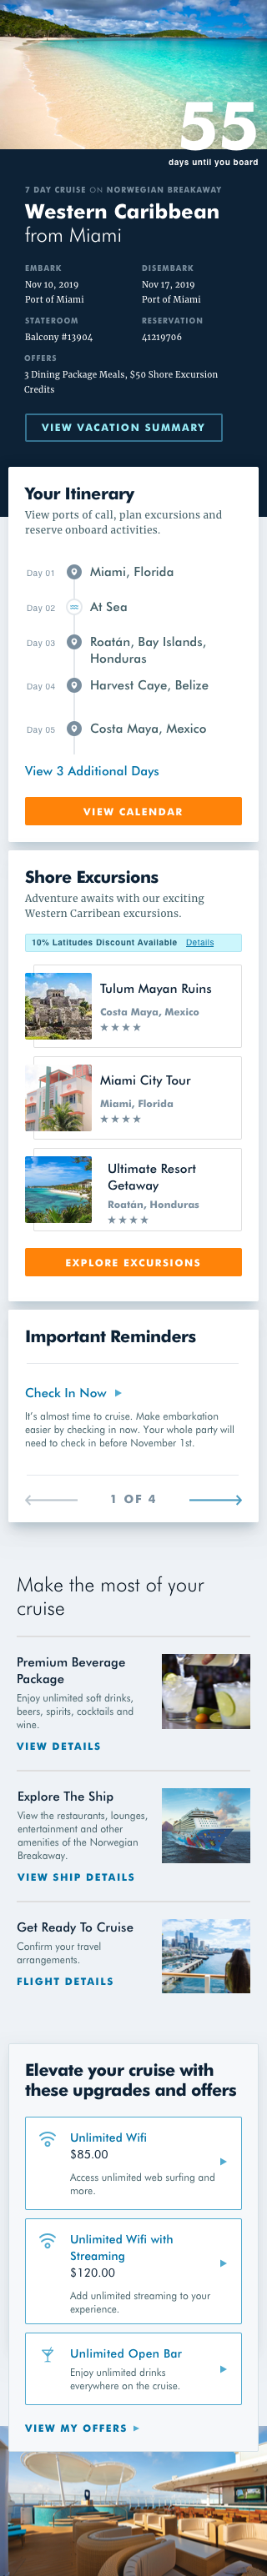 55
days until you board
7 DAY CRUISE ON NORWEGIAN BREAKAWAY
Western Caribbean
from Miami
EMBARK
Nov 10, 2019
Port of Miami
DISEMBARK
Nov 17, 2019
Port of Miami
STATEROOM
Balcony #13904
RESERVATION
41219706
OFFERS
3 Dining Package Meals, $50 Shore Excursion
Credits
VIEW VACATION SUMMARY
Your Itinerary
View ports of call, plan excursions and
reserve onboard activities.
Day 01 Miami, Florida
Day 02 At Sea
Day 03 Roatán, Bay Islands,
Honduras
Day 04 Harvest Caye, Belize
Day 05 Costa Maya, Mexico
View 3 Additional Days
VIEW CALENDAR
Shore Excursions
Adventure awaits with our exciting
Western Carribean excursions.
10% Latitudes Discount Available Details
Tulum Mayan Ruins
Costa Maya, Mexico
Miami City Tour
Miami, Florida
Ultimate Resort
Getaway
Roatán, Honduras
EXPLORE EXCURSIONS
Important Reminders
Check In Now
It's almost time to cruise. Make embarkation
easier by checking in now. Your whole party will
need to check in before November 1st.
1 OF 4
Make the most of your
cruise
Premium Beverage
Package
Enjoy unlimited soft drinks,
beers, spirits, cocktails and
wine.
VIEW DETAILS
Explore The Ship
View the restaurants, lounges,
entertainment and other
amenities of the Norwegian
Breakaway.
VIEW SHIP DETAILS
Get Ready To Cruise
Confirm your travel
arrangements.
FLIGHT DETAILS
Elevate your cruise with
these upgrades and offers
Unlimited Wifi
$85.00
Access unlimited web surfing and
more.
Unlimited Wifi with
Streaming
$120.00
Add unlimited streaming to your
experience.
Unlimited Open Bar
Enjoy unlimited drinks
everywhere on the cruise.
VIEW MY OFFERS